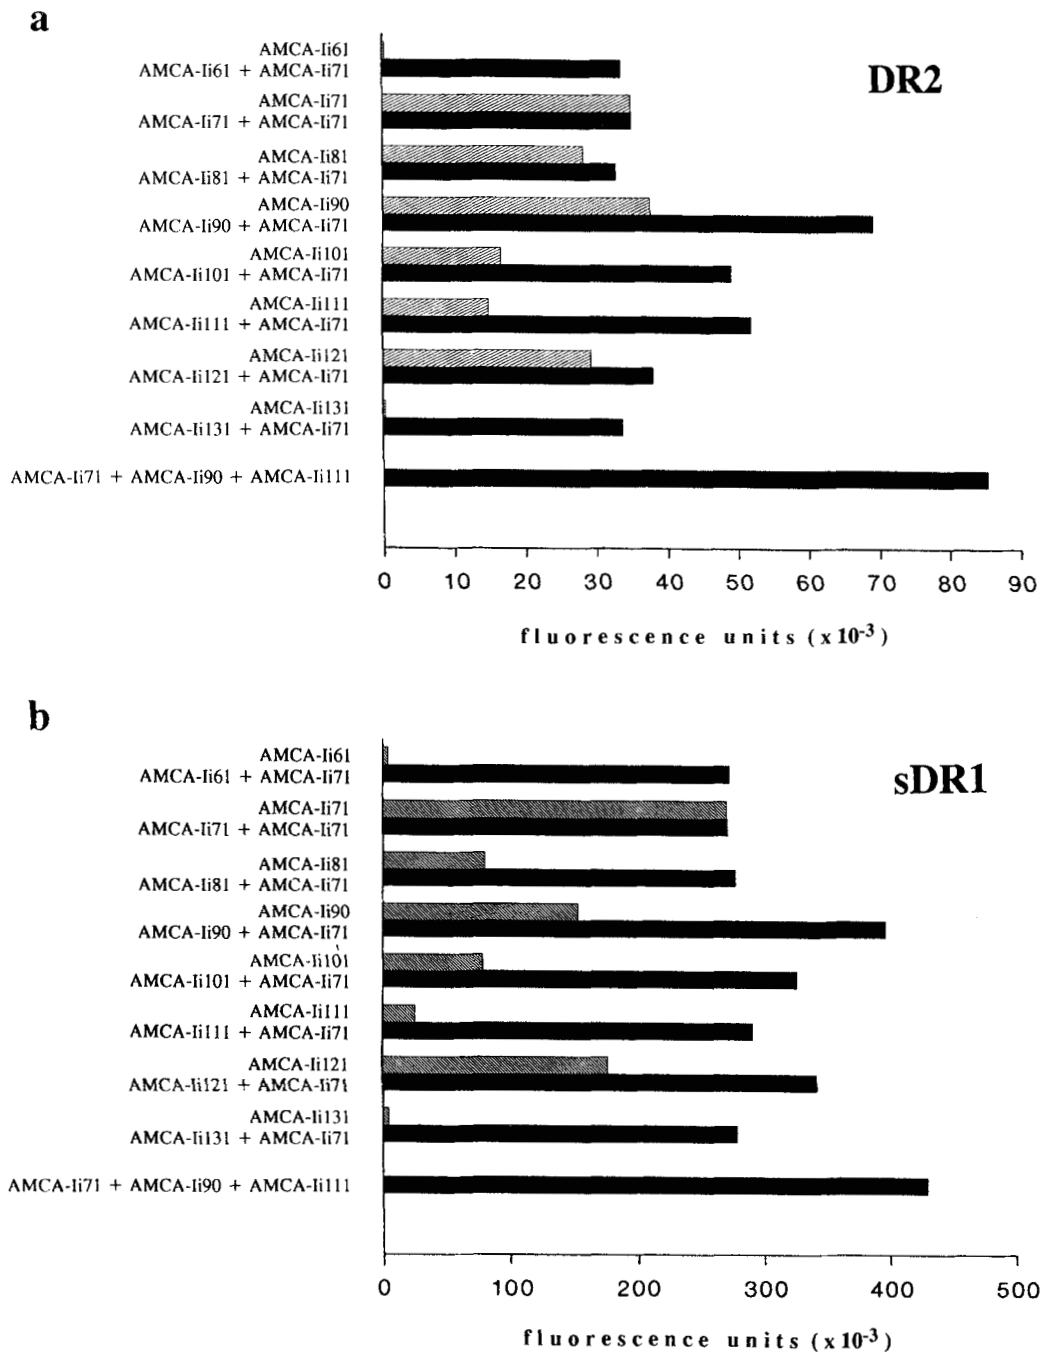 a
DR2
AMCA-Ii61
AMCA-Ii61 + AMCA-Ii71
AMCA-Ii71
AMCA-Ii71 + AMCA-Ii71
AMCA-Ii81
AMCA-Ii81 + AMCA-Ii71
AMCA-Ii90
AMCA-Ii90 + AMCA-Ii71
AMCA-Ii101
AMCA-Ii101 + AMCA-Ii71
AMCA-Ii111
AMCA-Ii111 + AMCA-Ii71
AMCA-Ii121
AMCA-Ii121 + AMCA-Ii71
AMCA-Ii131
AMCA-Ii131 + AMCA-Ii71
AMCA-Ii71 + AMCA-Ii90 + AMCA-Ii111
0 10 20 30 40 50 60 70 80 90
fluorescence units (x10⁻³)
b
sDR1
AMCA-Ii61
AMCA-Ii61 + AMCA-Ii71
AMCA-Ii71
AMCA-Ii71 + AMCA-Ii71
AMCA-Ii81
AMCA-Ii81 + AMCA-Ii71
AMCA-Ii90
AMCA-Ii90 + AMCA-Ii71
AMCA-Ii101
AMCA-Ii101 + AMCA-Ii71
AMCA-Ii111
AMCA-Ii111 + AMCA-Ii71
AMCA-Ii121
AMCA-Ii121 + AMCA-Ii71
AMCA-Ii131
AMCA-Ii131 + AMCA-Ii71
AMCA-Ii71 + AMCA-Ii90 + AMCA-Ii111
0 100 200 300 400 500
fluorescence units (x10⁻³)